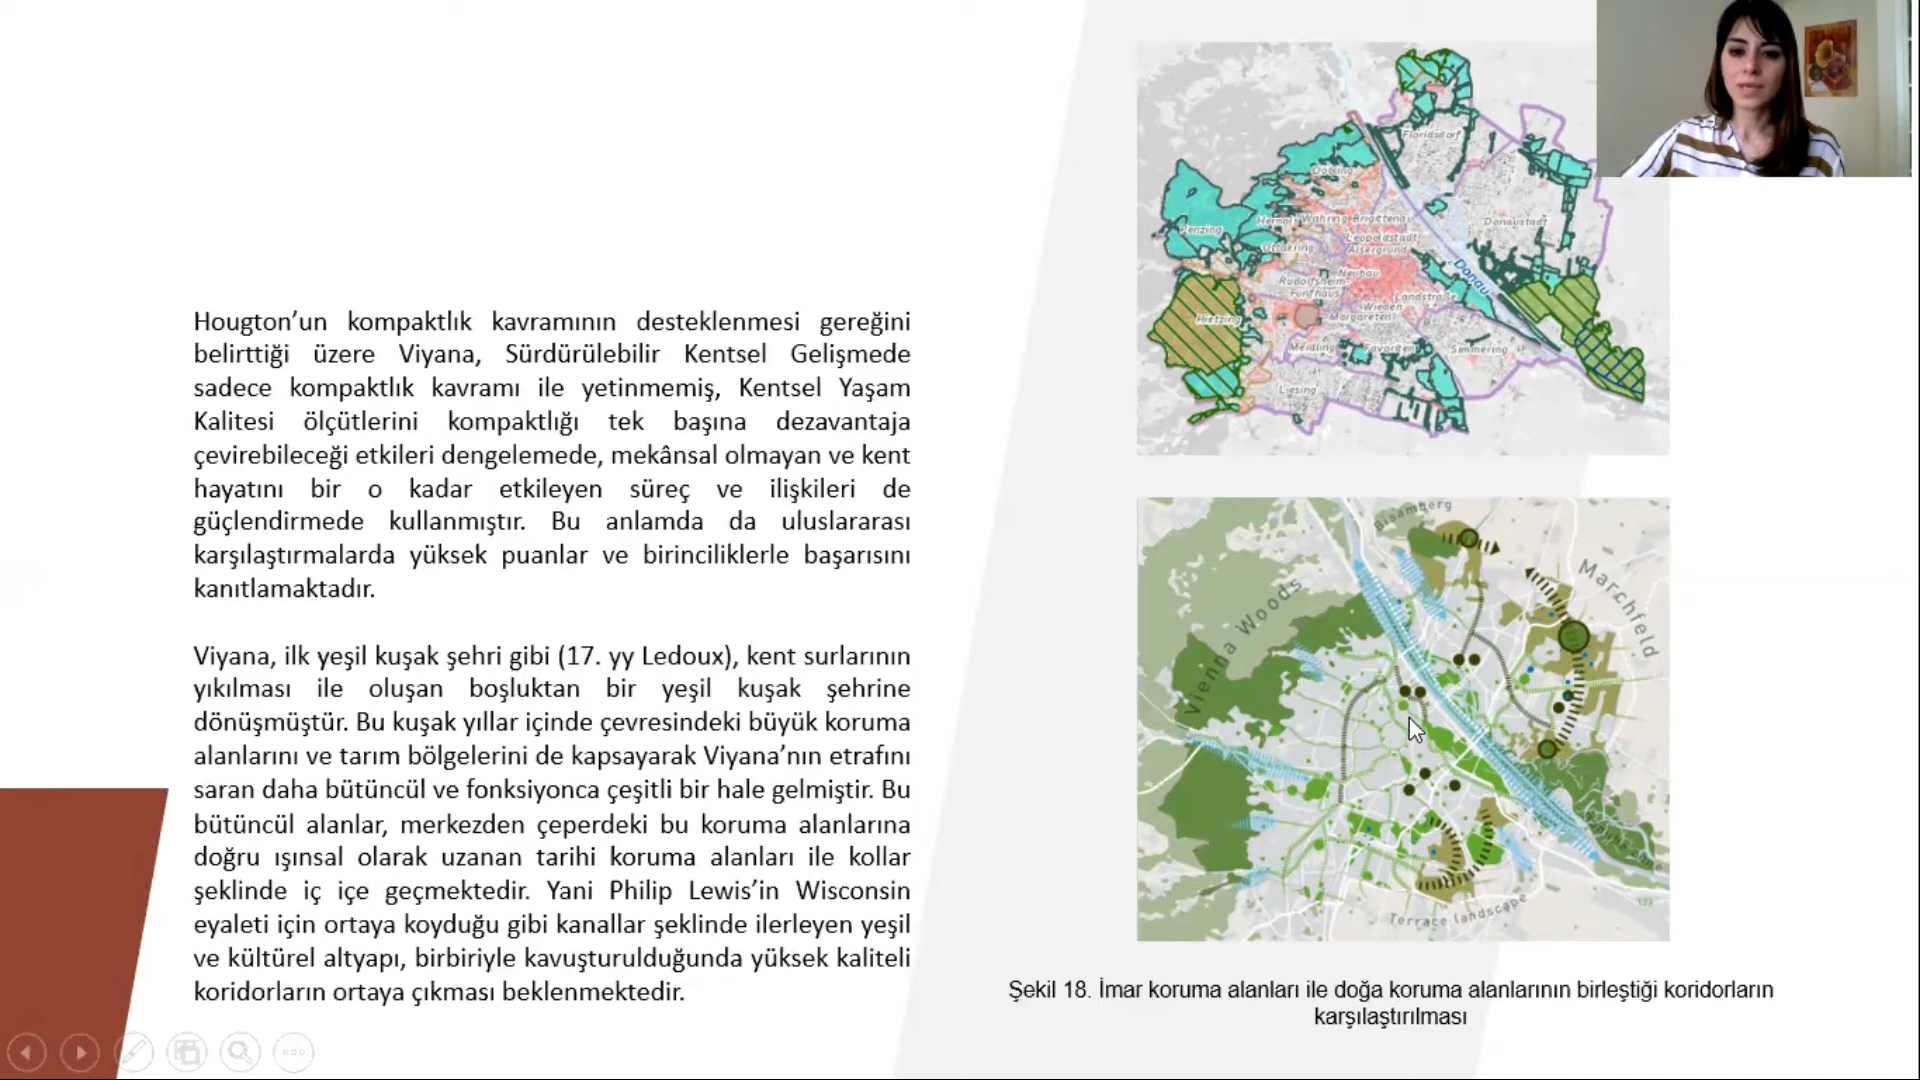 Hougton’un kompaktlık kavramının desteklenmesi gereğini
belirttiği üzere Viyana, Sürdürülebilir Kentsel Gelişmede
sadece kompaktlık kavramı ile yetinmemiş, Kentsel Yaşam
Kalitesi ölçütlerini kompaktlığı tek başına dezavantaja
çevirebileceği etkileri dengelemede, mekânsal olmayan ve kent
hayatını bir o kadar etkileyen süreç ve ilişkileri de
güçlendirmede kullanmıştır. Bu anlamda da uluslararası
karşılaştırmalarda yüksek puanlar ve birinciliklerle başarısını
kanıtlamaktadır.
Viyana, ilk yeşil kuşak şehri gibi (17. yy Ledoux), kent surlarının
yıkılması ile oluşan boşluktan bir yeşil kuşak şehrine
dönüşmüştür. Bu kuşak yıllar içinde çevresindeki büyük koruma
alanlarını ve tarım bölgelerini de kapsayarak Viyana’nın etrafını
saran daha bütüncül ve fonksiyonca çeşitli bir hale gelmiştir. Bu
bütüncül alanlar, merkezden çeperdeki bu koruma alanlarına
doğru ışınsal olarak uzanan tarihi koruma alanları ile kollar
şeklinde iç içe geçmektedir. Yani Philip Lewis’in Wisconsin
eyaleti için ortaya koyduğu gibi kanallar şeklinde ilerleyen yeşil
ve kültürel altyapı, birbiriyle kavuşturulduğunda yüksek kaliteli
koridorların ortaya çıkması beklenmektedir.
Floridsdorf
Döbling
Penzing
Hernals
Währing
Brigittenau
Donaustadt
Leopoldstadt
Ottakring
Alsergrund
Donau
Neubau
Rudolfsheim-
Fünfhaus
Landstraße
Wieden
Hietzing
Margareten
Meidling
Favoriten
Simmering
Liesing
Bisamberg
Marchfeld
Vienna Woods
Terrace landscape
Şekil 18. İmar koruma alanları ile doğa koruma alanlarının birleştiği koridorların
karşılaştırılması